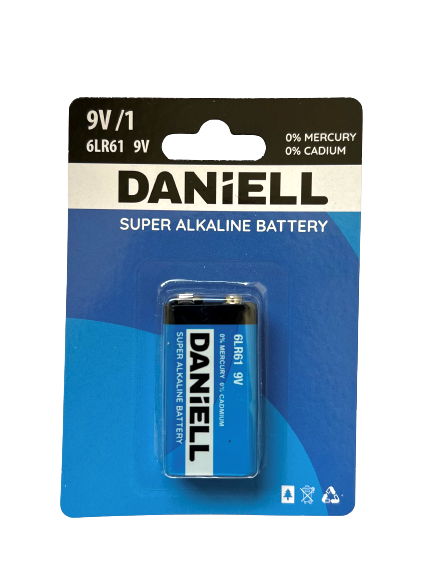 9V /1
6LR61 9V
0% MERCURY
0% CADIUM
DANiELL
SUPER ALKALINE BATTERY
6LR61 9V
0% MERCURY 0% CADMIUM
DANiELL
SUPER ALKALINE BATTERY